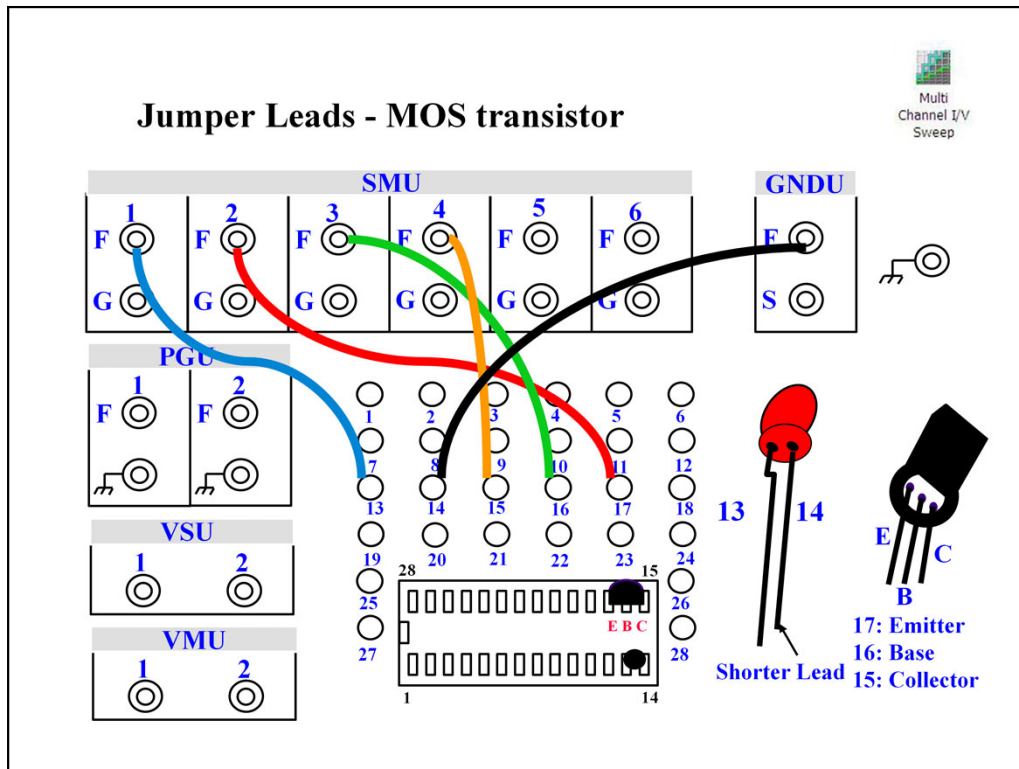 Multi
Channel I/V
Sweep
Jumper Leads - MOS transistor
SMU
GNDU
1 2 3 4 5 6
F F F F F F F
G G G G G G S
PGU
1 2
F F
1 2 3 4 5 6
7 8 9 10 11 12
13 14 15 16 17 18
19 20 21 22 23 24
25 26
27 28
VSU
1 2
VMU
1 2
28 15
E B C
1 14
13 14
Shorter Lead
E
B
C
17: Emitter
16: Base
15: Collector